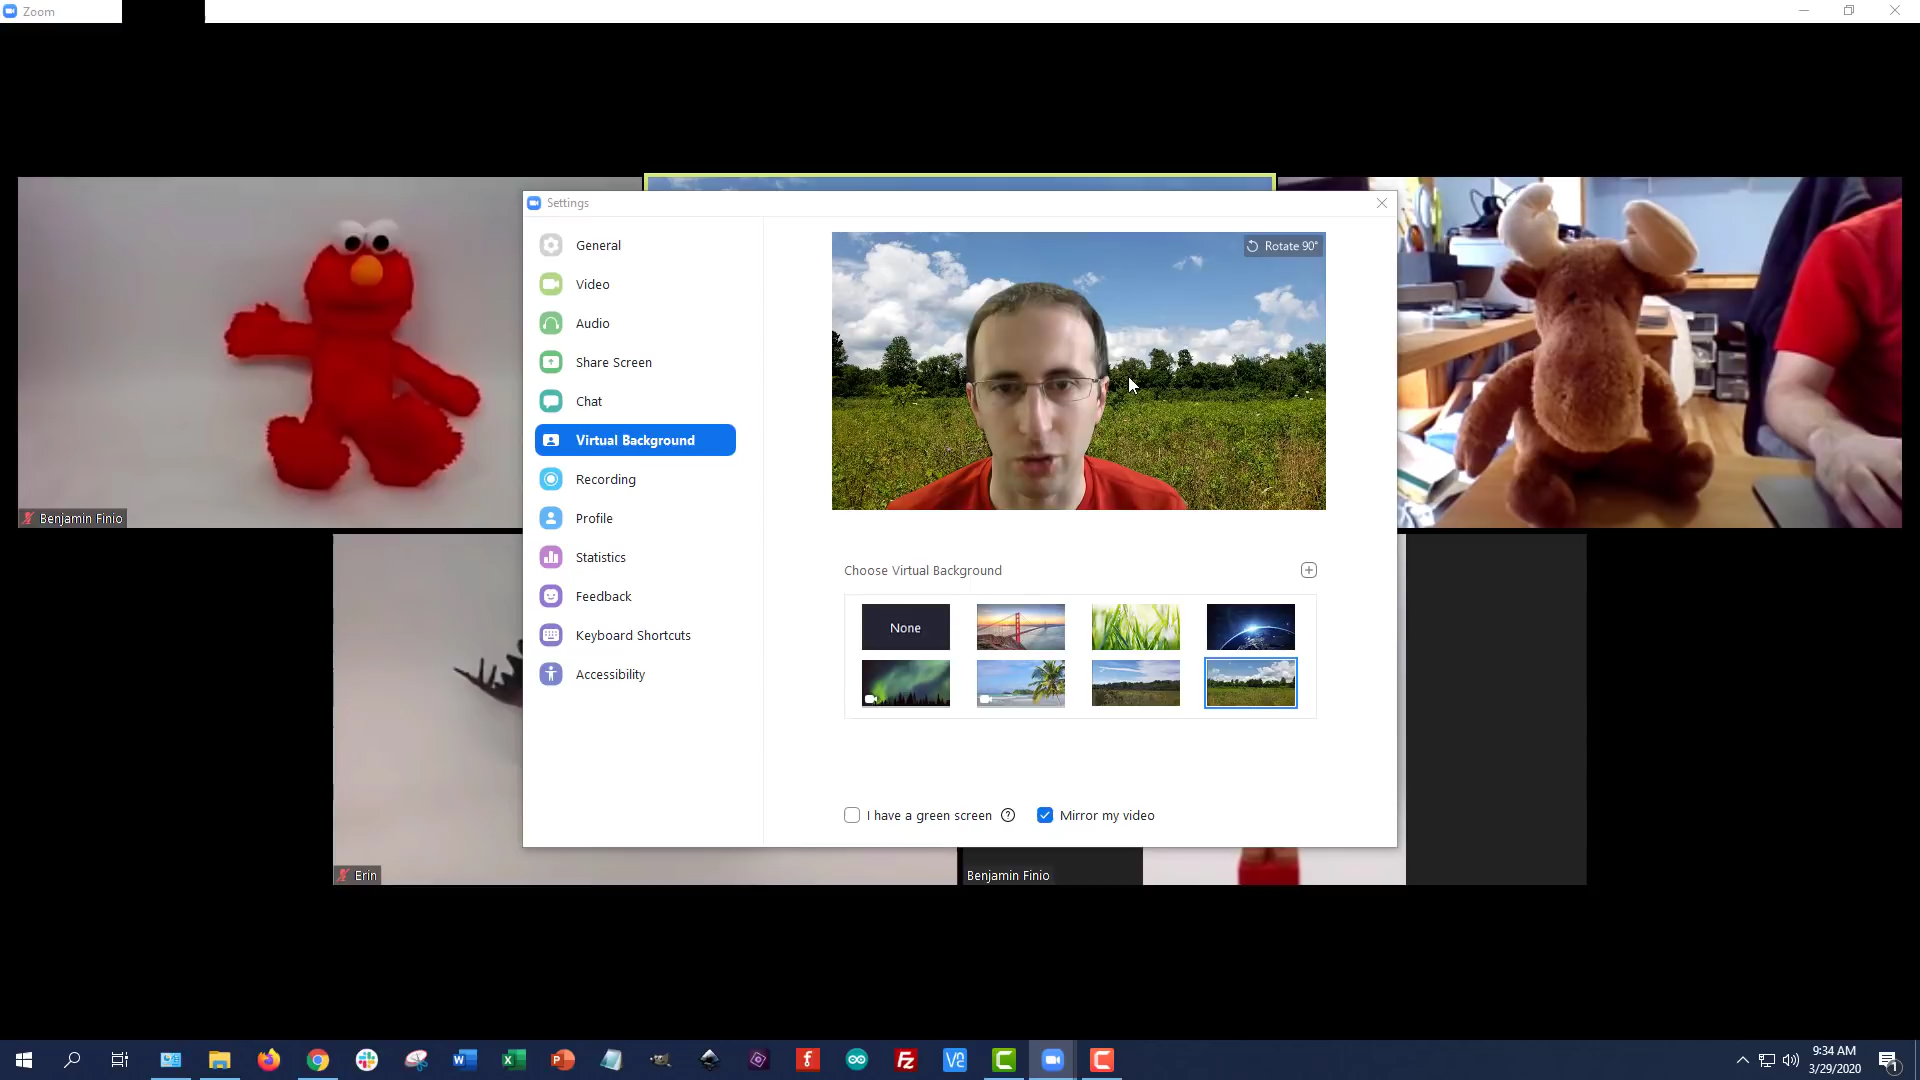 Zoom
Settings
General
Video
Audio
Share Screen
Chat
Virtual Background
Recording
Profile
Statistics
Feedback
Keyboard Shortcuts
Accessibility
Rotate 90°
Choose Virtual Background
None
I have a green screen
Mirror my video
Benjamin Finio
Erin
Benjamin Finio
9:34 AM
3/29/2020
1